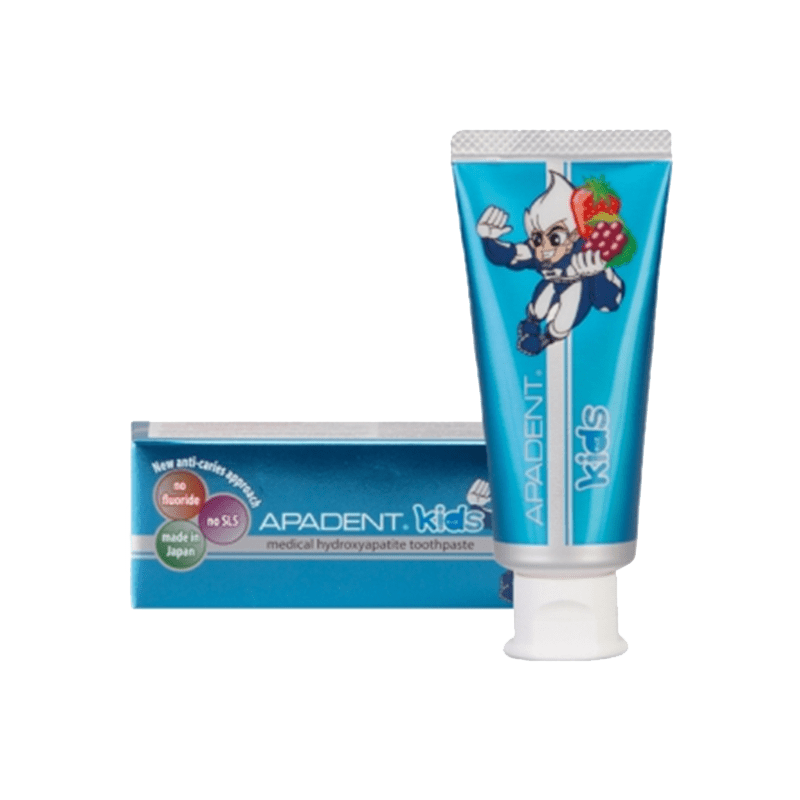 New anti-caries approach
no
fluoride
no SLS
made in
Japan
APADENT® kids
medical hydroxyapatite toothpaste
APADENT®
kids